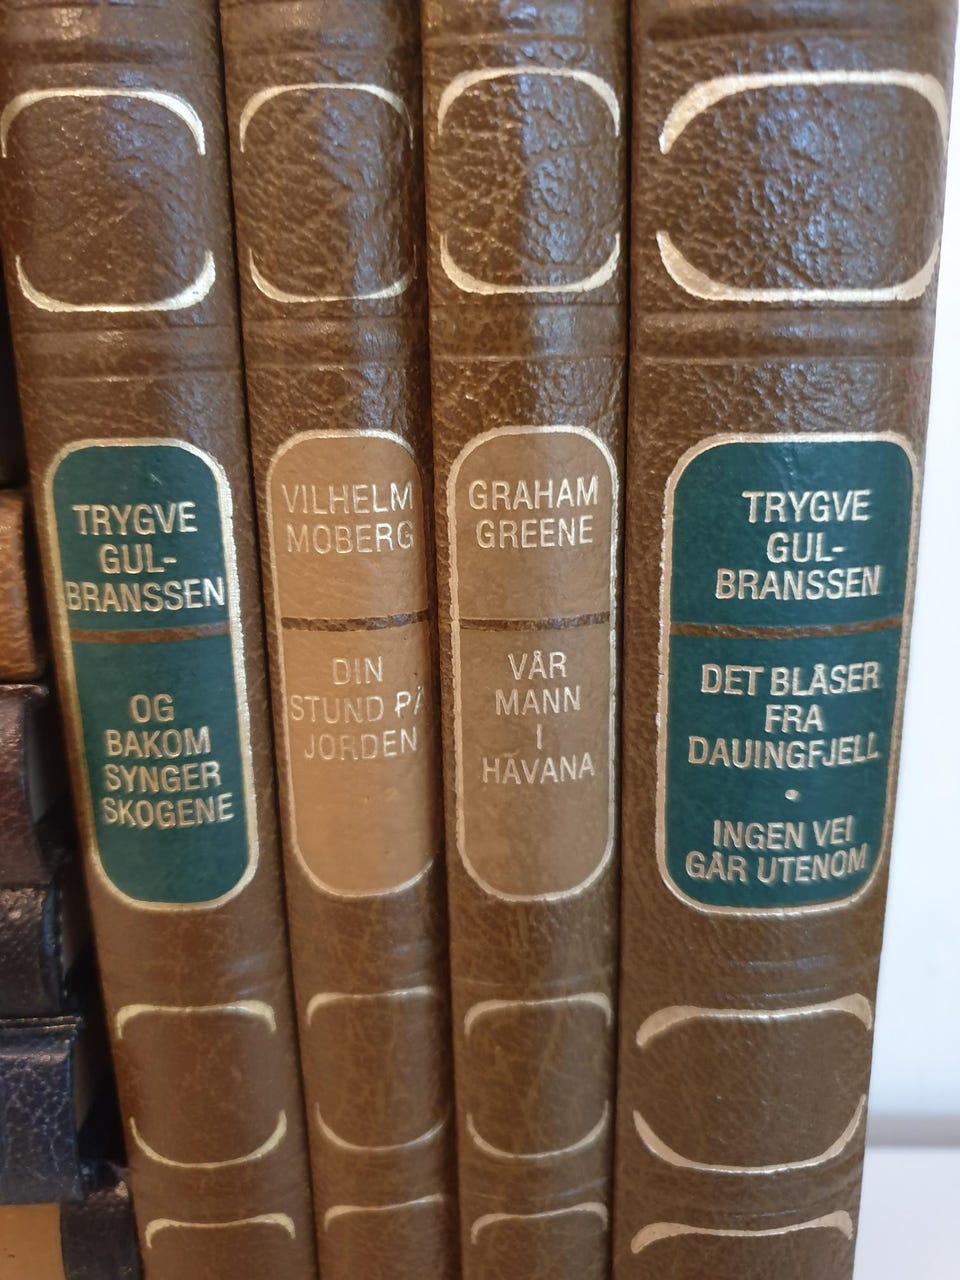 TRYGVE
GUL-
BRANSSEN
OG
BAKOM
SYNGER
SKOGENE
VILHELM
MOBERG
DIN
STUND PÅ
JORDEN
GRAHAM
GREENE
VÅR
MANN
I
HAVANA
TRYGVE
GUL-
BRANSSEN
DET BLÅSER
FRA
DAUINGFJELL
•
INGEN VEI
GÅR UTENOM